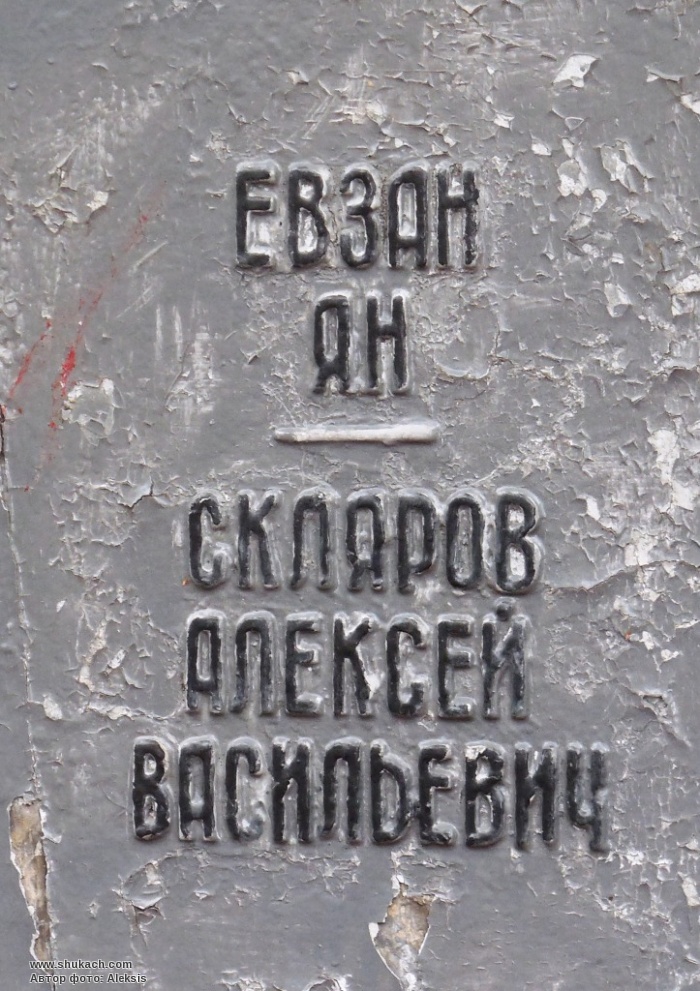 ЕВЗАН
ЯН
СКЛЯРОВ
АЛЕКСЕЙ
ВАСИЛЬЕВИЧ
www.shukach.com
Автор фото: Aleksis